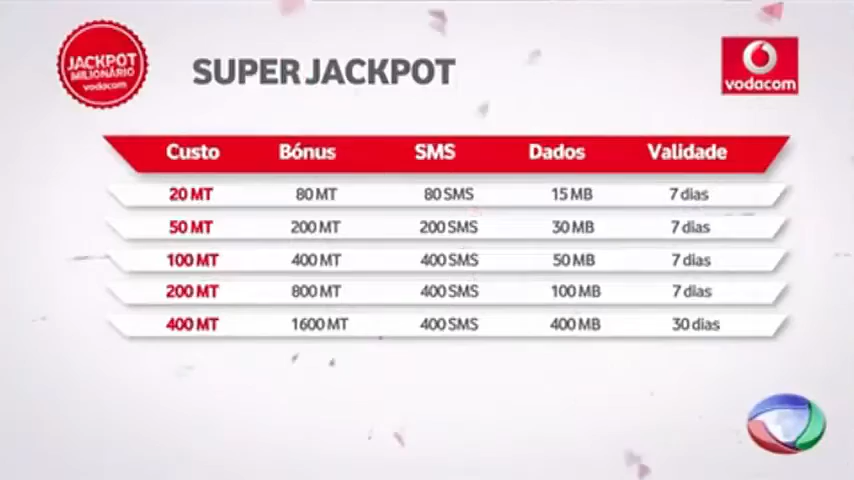 JACKPOT
MILIONÁRIO
vodacom
SUPER JACKPOT
vodacom
Custo Bónus SMS Dados Validade
20 MT 80 MT 80 SMS 15 MB 7 dias
50 MT 200 MT 200 SMS 30 MB 7 dias
100 MT 400 MT 400 SMS 50 MB 7 dias
200 MT 800 MT 400 SMS 100 MB 7 dias
400 MT 1600 MT 400 SMS 400 MB 30 dias